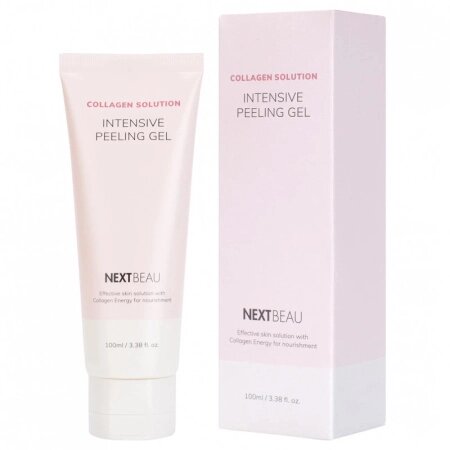 COLLAGEN SOLUTION
INTENSIVE
PEELING GEL
NEXTBEAU
Effective skin solution with
Collagen Energy for nourishment
100ml / 3.38 fl. oz.
COLLAGEN SOLUTION
INTENSIVE
PEELING GEL
NEXTBEAU
Effective skin solution with
Collagen Energy for nourishment
100ml / 3.38 fl. oz.